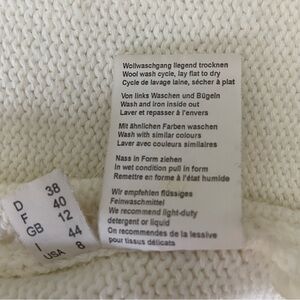 Wollwaschgang liegend trocknen
Wool wash cycle, lay flat to dry
Cycle de lavage laine, sécher à plat
Von links Waschen und Bügeln
Wash and iron inside out
Laver et repasser à l'envers
Mit ähnlichen Farben waschen
Wash with similar colours
Laver avec couleurs similaires
Nass in Form ziehen
In wet condition pull in form
Remettre en forme à l'état humide
Wir empfehlen flüssiges
Feinwaschmittel
We recommend light-duty
detergent or liquid
On recommendes de la lessive
pour tissus délicats
D 38
F 40
GB 12
I 44
USA 8